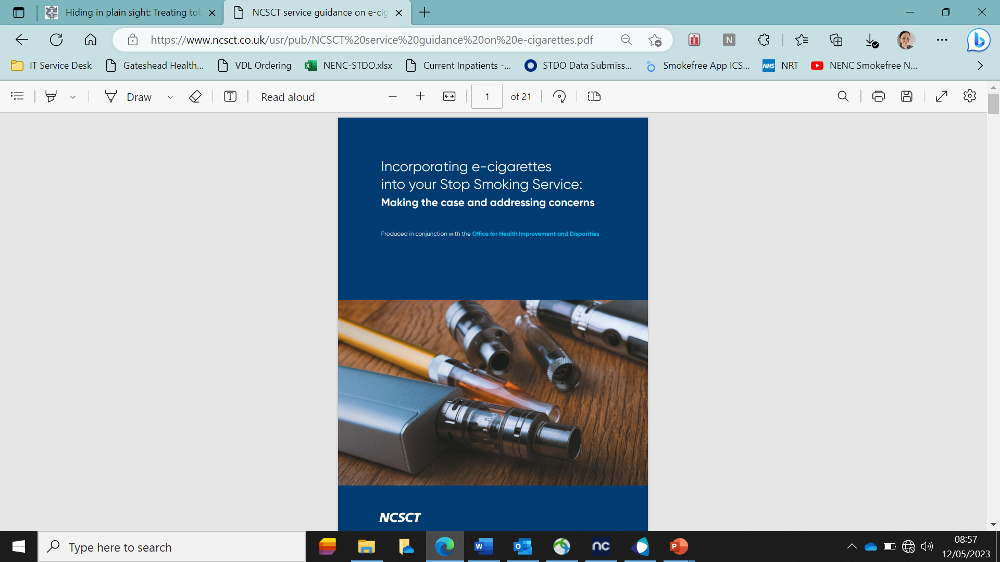 Hiding in plain sight: Treating tob
NCSCT service guidance on e-cig
https://www.ncsct.co.uk/usr/pub/NCSCT%20service%20guidance%20on%20e-cigarettes.pdf
N
IT Service Desk
Gateshead Health...
VDL Ordering
NENC-STDO.xlsx
Current Inpatients -...
STDO Data Submiss...
Smokefree App ICS...
NHS
NRT
NENC Smokefree N...
Draw
Read aloud
1
of 21
Incorporating e-cigarettes
into your Stop Smoking Service:
Making the case and addressing concerns
Produced in conjunction with the Office for Health Improvement and Disparities
NCSCT
Type here to search
nc
08:57
12/05/2023